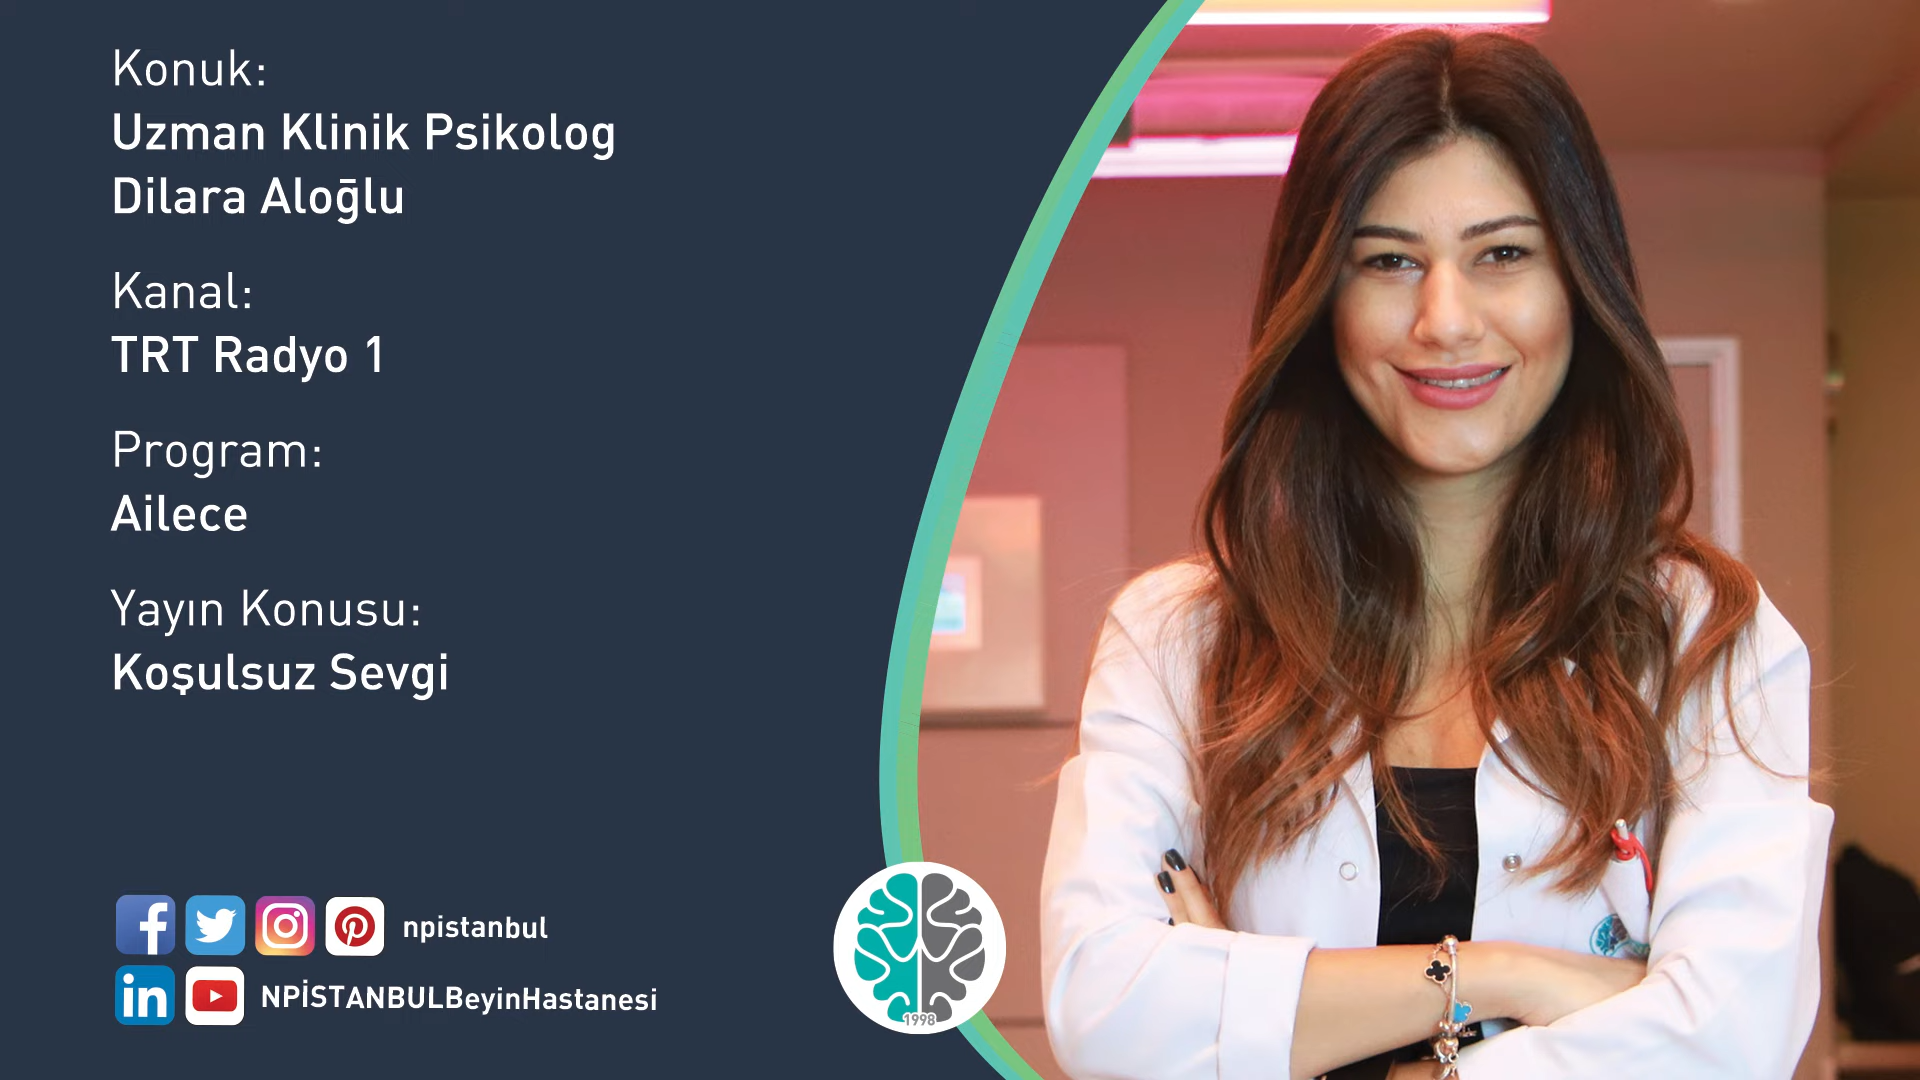 Konuk:
Uzman Klinik Psikolog
Dilara Aloğlu
Kanal:
TRT Radyo 1
Program:
Ailece
Yayın Konusu:
Koşulsuz Sevgi
npistanbul
in
NPİSTANBULBeyinHastanesi
1998